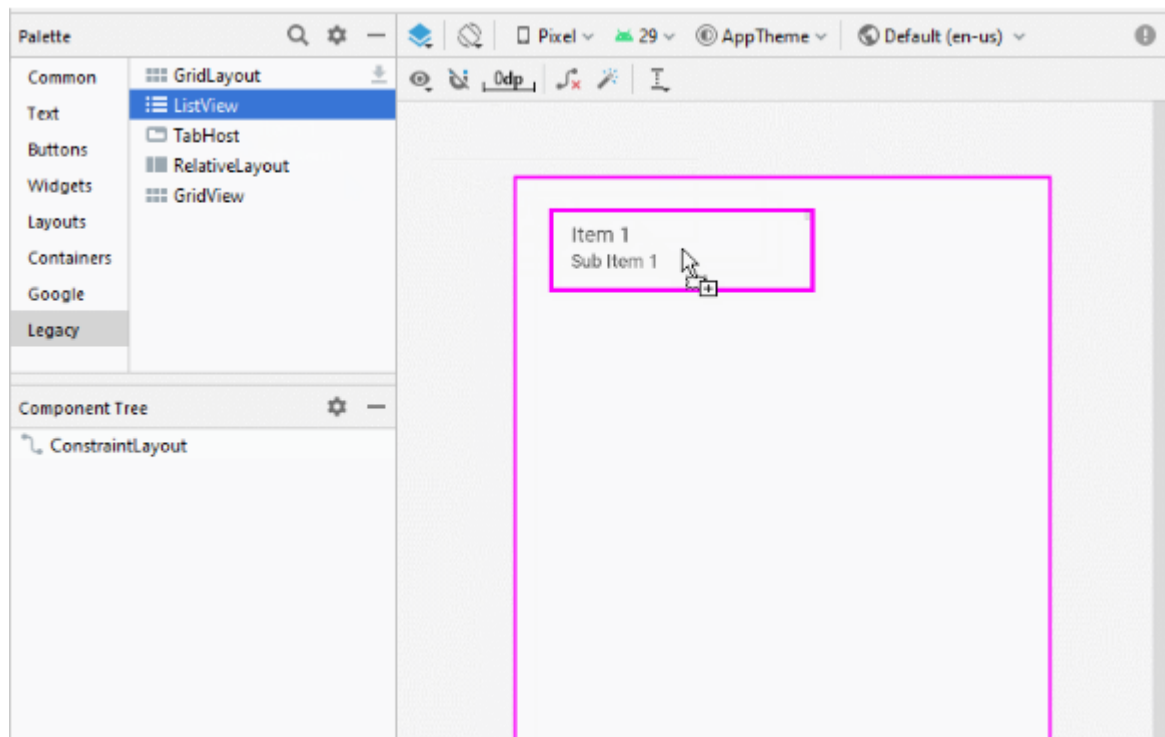 Palette
Pixel 29 AppTheme Default (en-us)
Common
Text
Buttons
Widgets
Layouts
Containers
Google
Legacy
GridLayout
ListView
TabHost
RelativeLayout
GridView
0dp
Item 1
Sub Item 1
Component Tree
ConstraintLayout